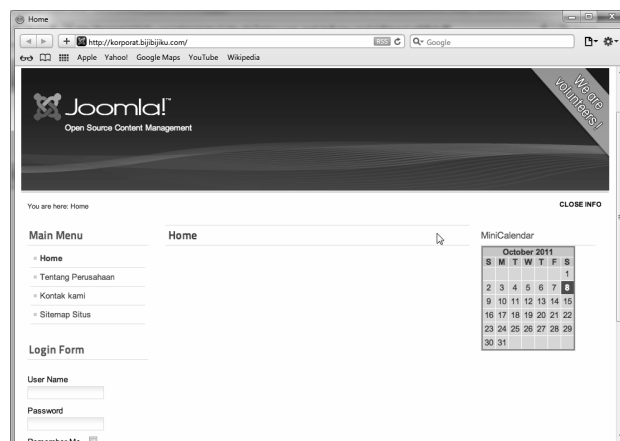 Home
http://korporat.bijibijiku.com/
RSS
Google
Apple Yahoo! Google Maps YouTube Wikipedia
Joomla!™
Open Source Content Management
We are
volunteers!
You are here: Home
CLOSE INFO
Main Menu
Home
Tentang Perusahaan
Kontak kami
Sitemap Situs
Login Form
User Name
Password
Remember Me
Home
MiniCalendar
October 2011
S M T W T F S
1
2 3 4 5 6 7 8
9 10 11 12 13 14 15
16 17 18 19 20 21 22
23 24 25 26 27 28 29
30 31